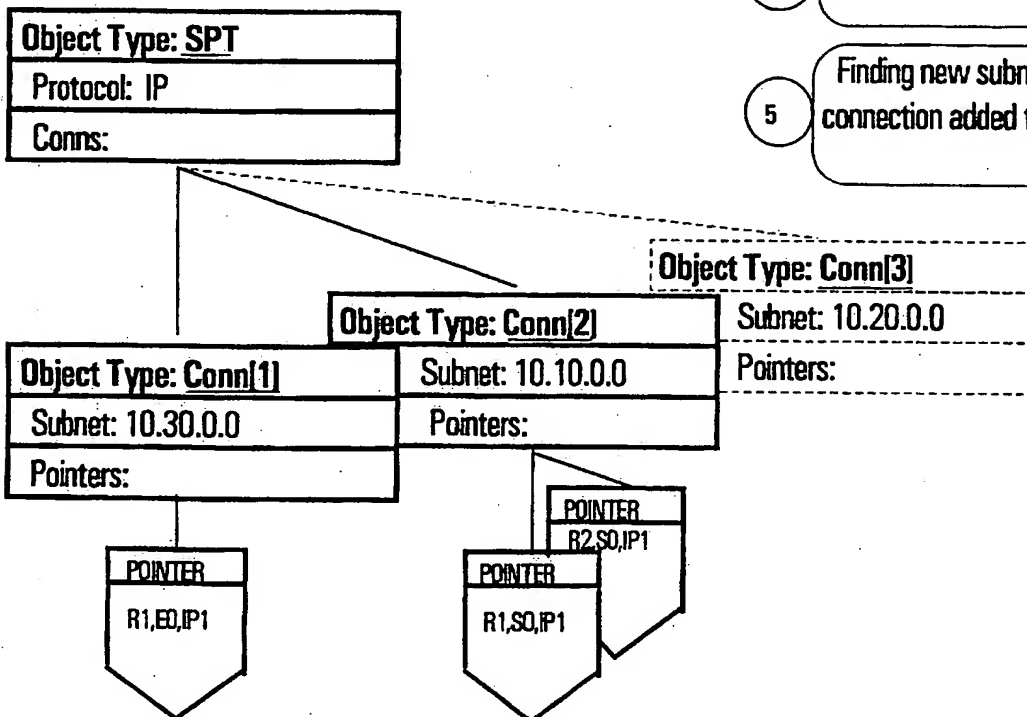 Object Type: SPT
Protocol: IP
Conns:
5
Finding new
connection added
Object Type: Conn[3]
Subnet: 10.20.0.0
Pointers:
Object Type: Conn[2]
Subnet: 10.10.0.0
Pointers:
Object Type: Conn[1]
Subnet: 10.30.0.0
Pointers:
POINTER
R2,S0,IP1
POINTER
R1,S0,IP1
POINTER
R1,E0,IP1